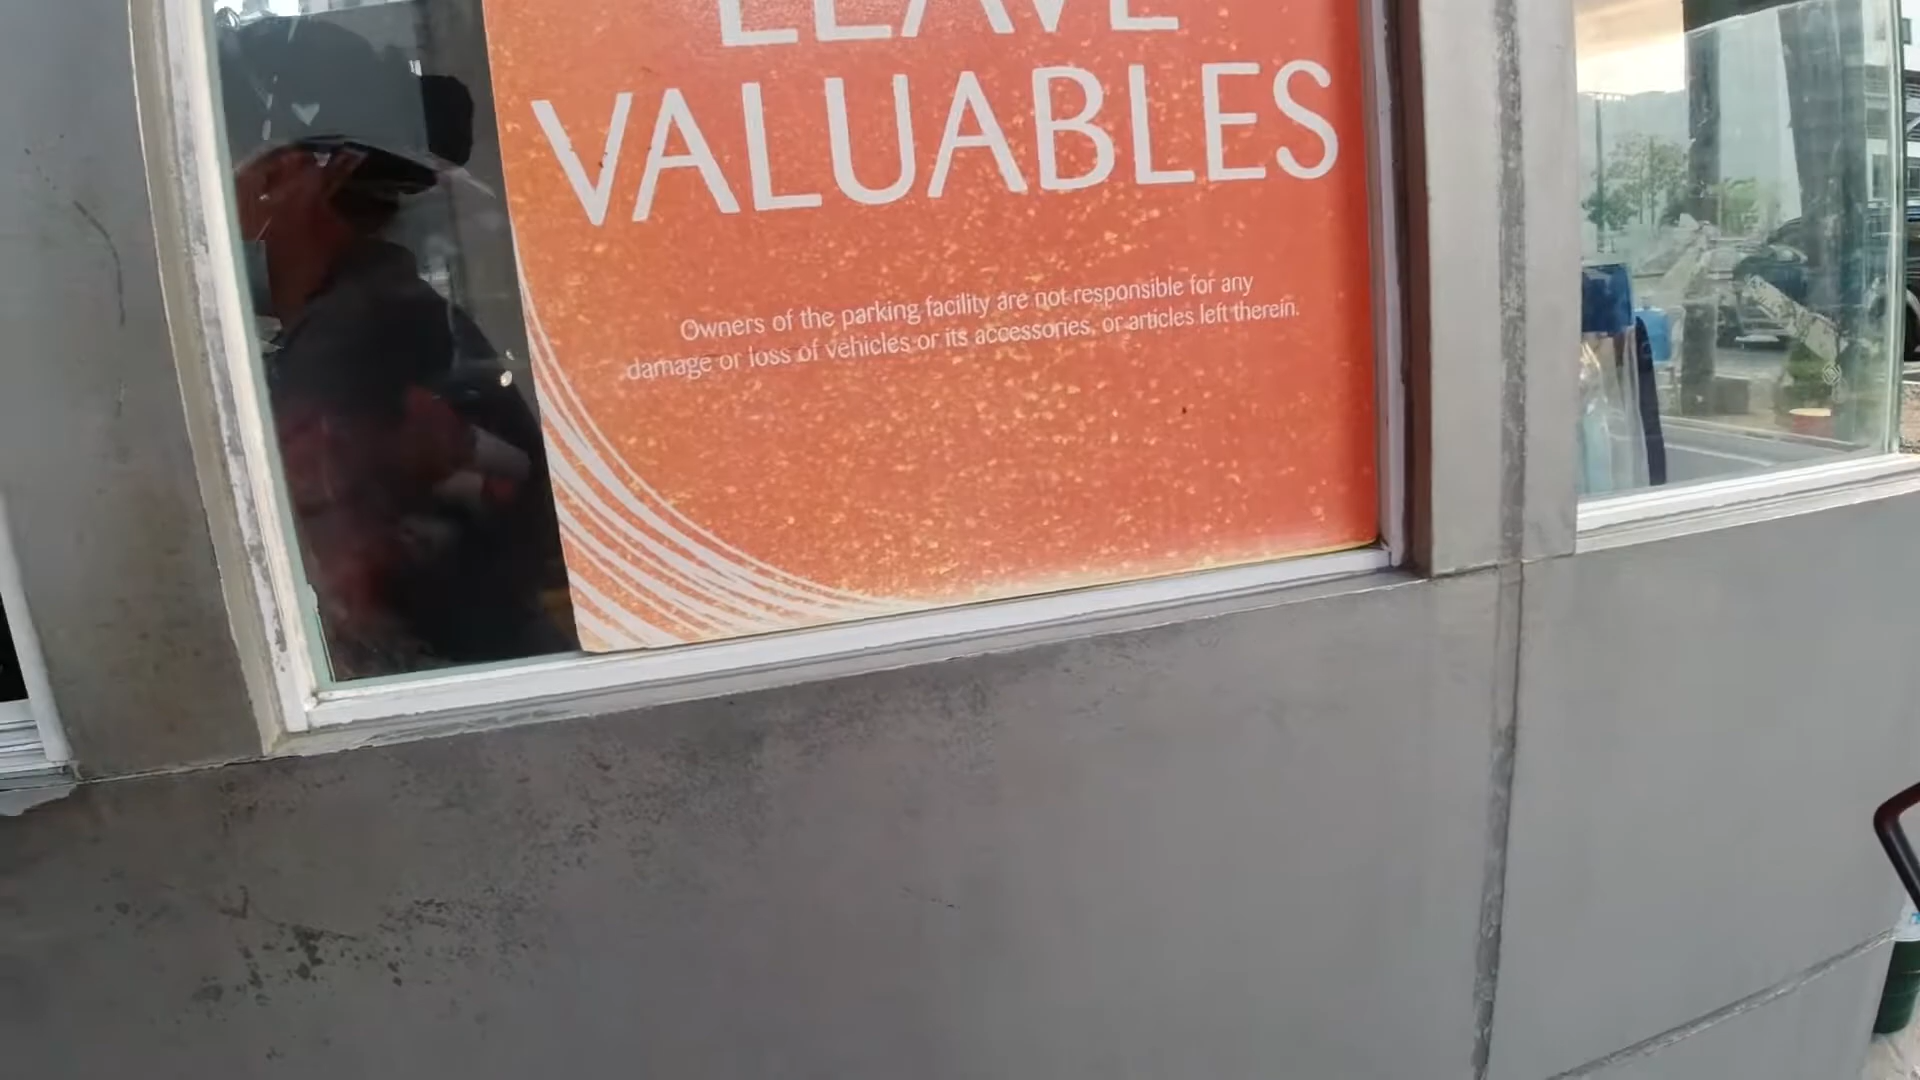 LEAVE
VALUABLES
Owners of the parking facility are not responsible for any
damage or loss of vehicles or its accessories, or articles left therein.